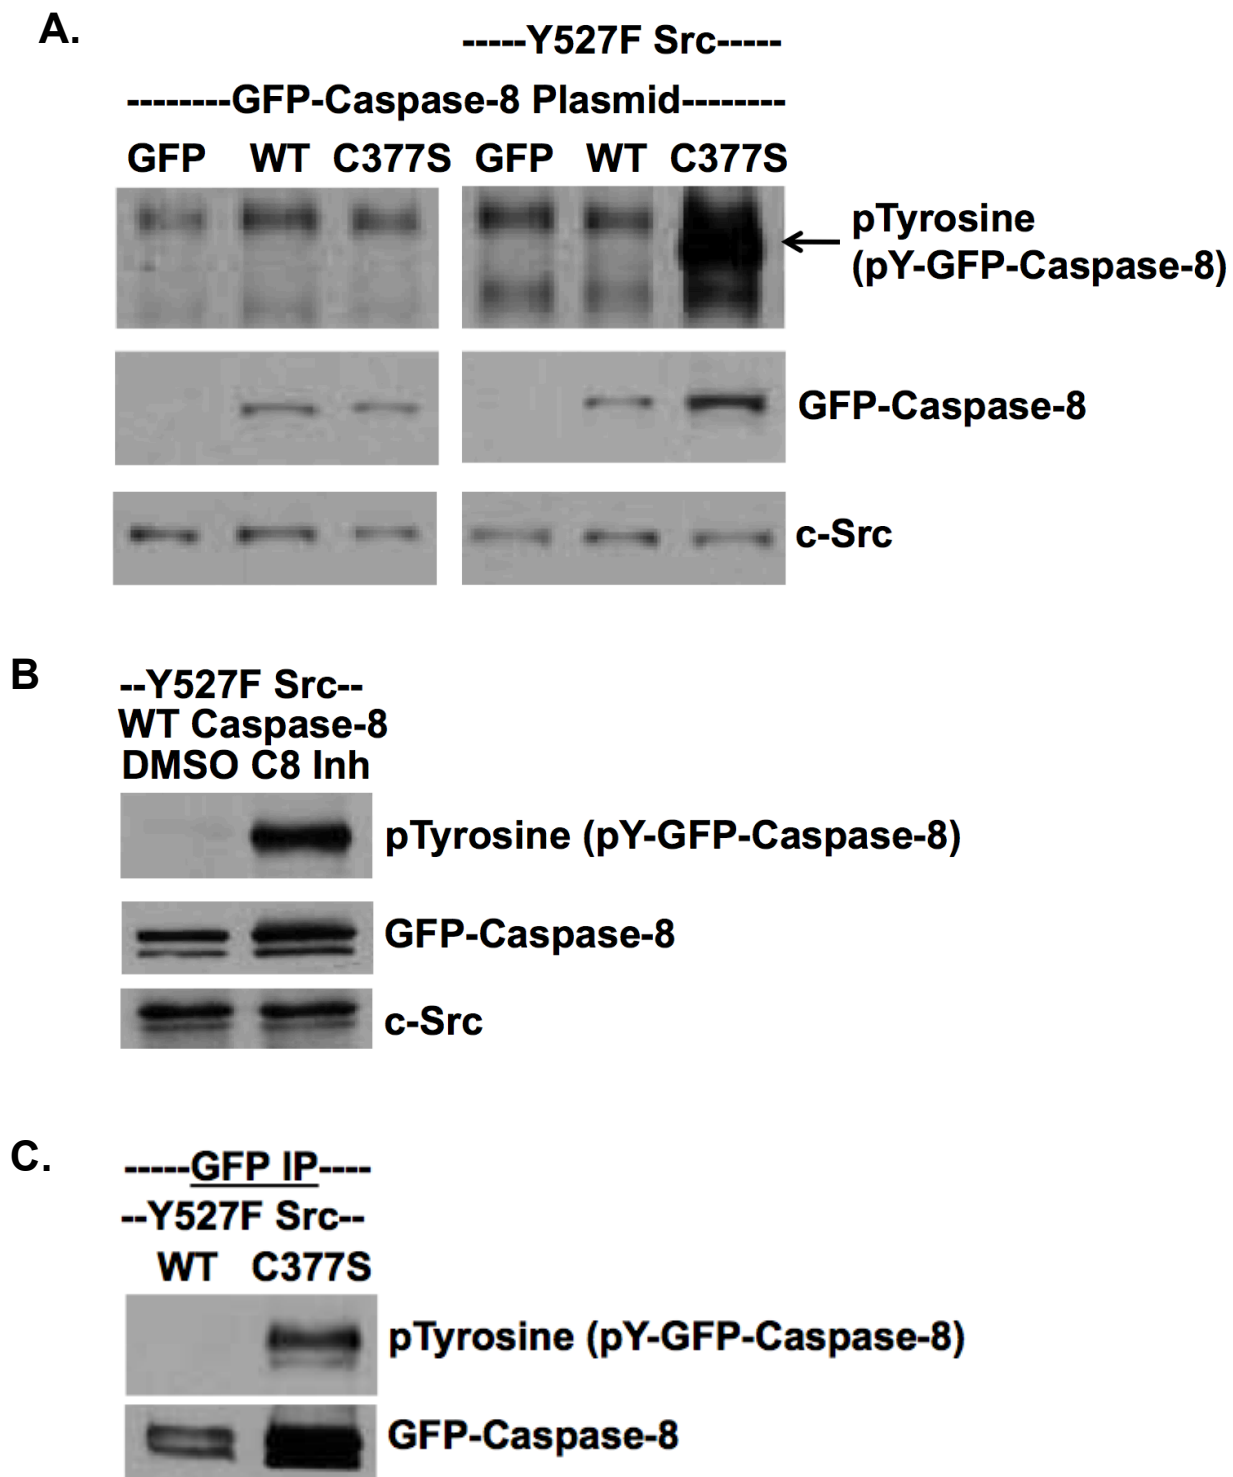 A.
-----Y527F Src-----
--------GFP-Caspase-8 Plasmid--------
GFP WT C377S GFP WT C377S
pTyrosine
(pY-GFP-Caspase-8)
GFP-Caspase-8
c-Src
B
--Y527F Src--
WT Caspase-8
DMSO C8 Inh
pTyrosine (pY-GFP-Caspase-8)
GFP-Caspase-8
c-Src
C.
-----GFP IP----
--Y527F Src--
WT C377S
pTyrosine (pY-GFP-Caspase-8)
GFP-Caspase-8